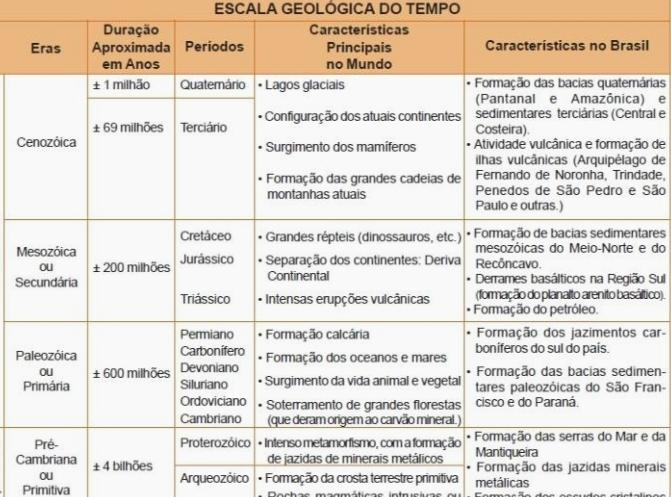 ESCALA GEOLÓGICA DO TEMPO
Eras
Duração
Aproximada
em Anos
Períodos
Características
Principais
no Mundo
Características no Brasil
Cenozóica
± 1 milhão
Quaternário
• Lagos glaciais
± 69 milhões
Terciário
• Configuração dos atuais continentes
• Surgimento dos mamíferos
• Formação das grandes cadeias de
montanhas atuais
• Formação das bacias quaternárias
(Pantanal e Amazônica) e
sedimentares terciárias (Central e
Costeira).
• Atividade vulcânica e formação de
ilhas vulcânicas (Arquipélago de
Fernando de Noronha, Trindade,
Penedos de São Pedro e São
Paulo e outras.)
Mesozóica
ou
Secundária
± 200 milhões
Cretáceo
Jurássico
Triássico
• Grandes répteis (dinossauros, etc.)
• Separação dos continentes: Deriva
Continental
• Intensas erupções vulcânicas
• Formação de bacias sedimentares
mesozóicas do Meio-Norte e do
Recôncavo.
• Derrames basálticos na Região Sul
(formação do planalto arenito basáltico).
• Formação do petróleo.
Paleozóica
ou
Primária
± 600 milhões
Permiano
Carbonífero
Devoniano
Siluriano
Ordoviciano
Cambriano
• Formação calcária
• Formação dos oceanos e mares
• Surgimento da vida animal e vegetal
• Soterramento de grandes florestas
(que deram origem ao carvão mineral.)
• Formação dos jazimentos car-
boníferos do sul do país.
• Formação das bacias sedimen-
tares paleozóicas do São Fran-
cisco e do Paraná.
Pré-
Cambriana
ou
Primitiva
± 4 bilhões
Proterozóico
• Intenso metamorfismo, com a formação
de jazidas de minerais metálicos
Arqueozóico
• Formação da crosta terrestre primitiva
• Rochas magmáticas intrusivas ou
• Formação das serras do Mar e da
Mantiqueira
• Formação das jazidas minerais
metálicas
• Formação dos escudos cristalinos